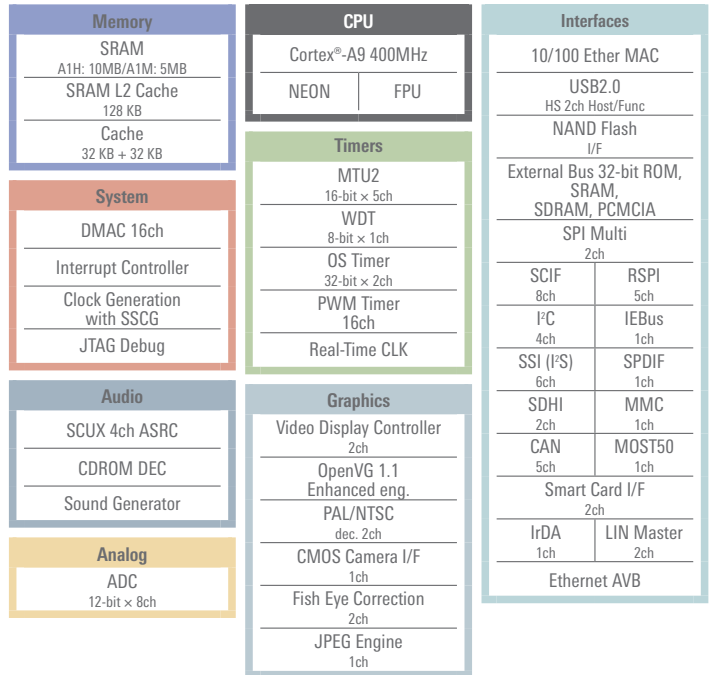 Memory
SRAM
A1H: 10MB/A1M: 5MB
SRAM L2 Cache
128 KB
Cache
32 KB + 32 KB
System
DMAC 16ch
Interrupt Controller
Clock Generation
with SSCG
JTAG Debug
Audio
SCUX 4ch ASRC
CDROM DEC
Sound Generator
Analog
ADC
12-bit × 8ch
CPU
Cortex®-A9 400MHz
NEON FPU
Timers
MTU2
16-bit × 5ch
WDT
8-bit × 1ch
OS Timer
32-bit × 2ch
PWM Timer
16ch
Real-Time CLK
Graphics
Video Display Controller
2ch
OpenVG 1.1
Enhanced eng.
PAL/NTSC
dec. 2ch
CMOS Camera I/F
1ch
Fish Eye Correction
2ch
JPEG Engine
1ch
Interfaces
10/100 Ether MAC
USB2.0
HS 2ch Host/Func
NAND Flash
I/F
External Bus 32-bit ROM,
SRAM,
SDRAM, PCMCIA
SPI Multi
2ch
SCIF RSPI
8ch 5ch
I²C IEBus
4ch 1ch
SSI (I²S) SPDIF
6ch 1ch
SDHI MMC
2ch 1ch
CAN MOST50
5ch 1ch
Smart Card I/F
2ch
IrDA LIN Master
1ch 2ch
Ethernet AVB